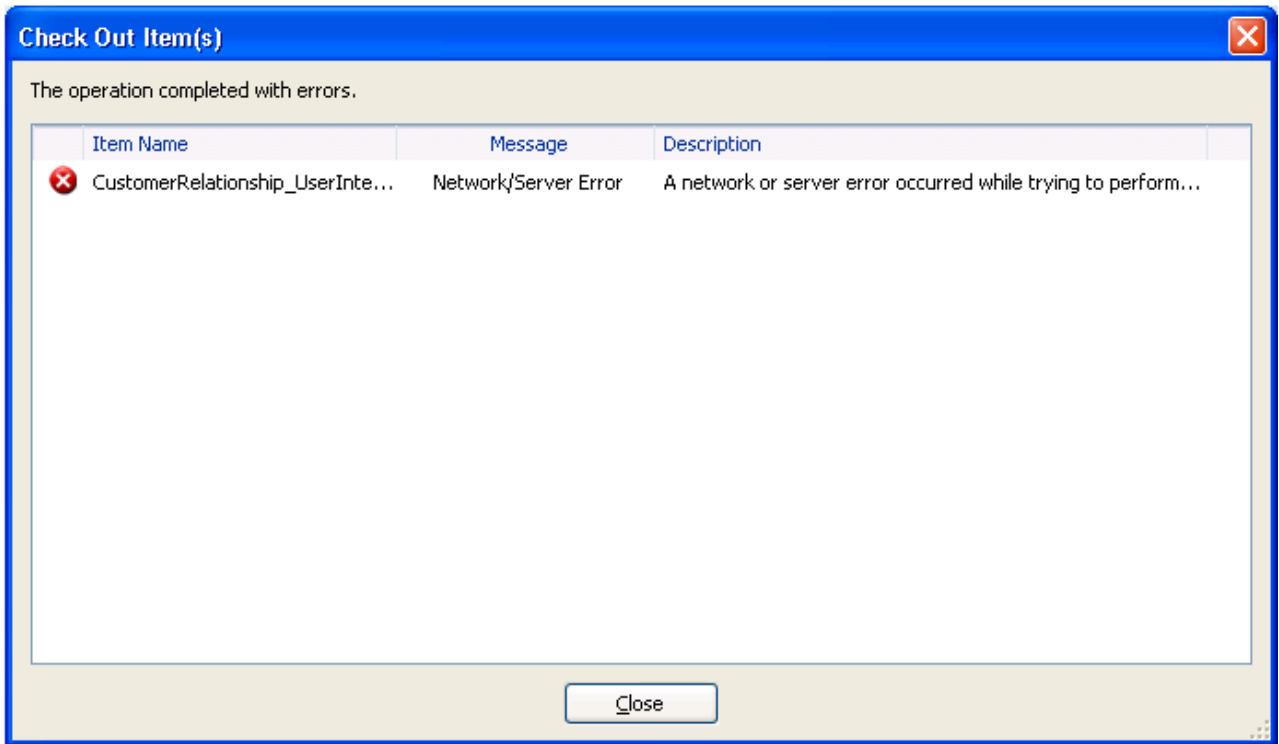 Check Out Item(s)
The operation completed with errors.
Item Name Message Description
CustomerRelationship_UserInte... Network/Server Error A network or server error occurred while trying to perform...
Close